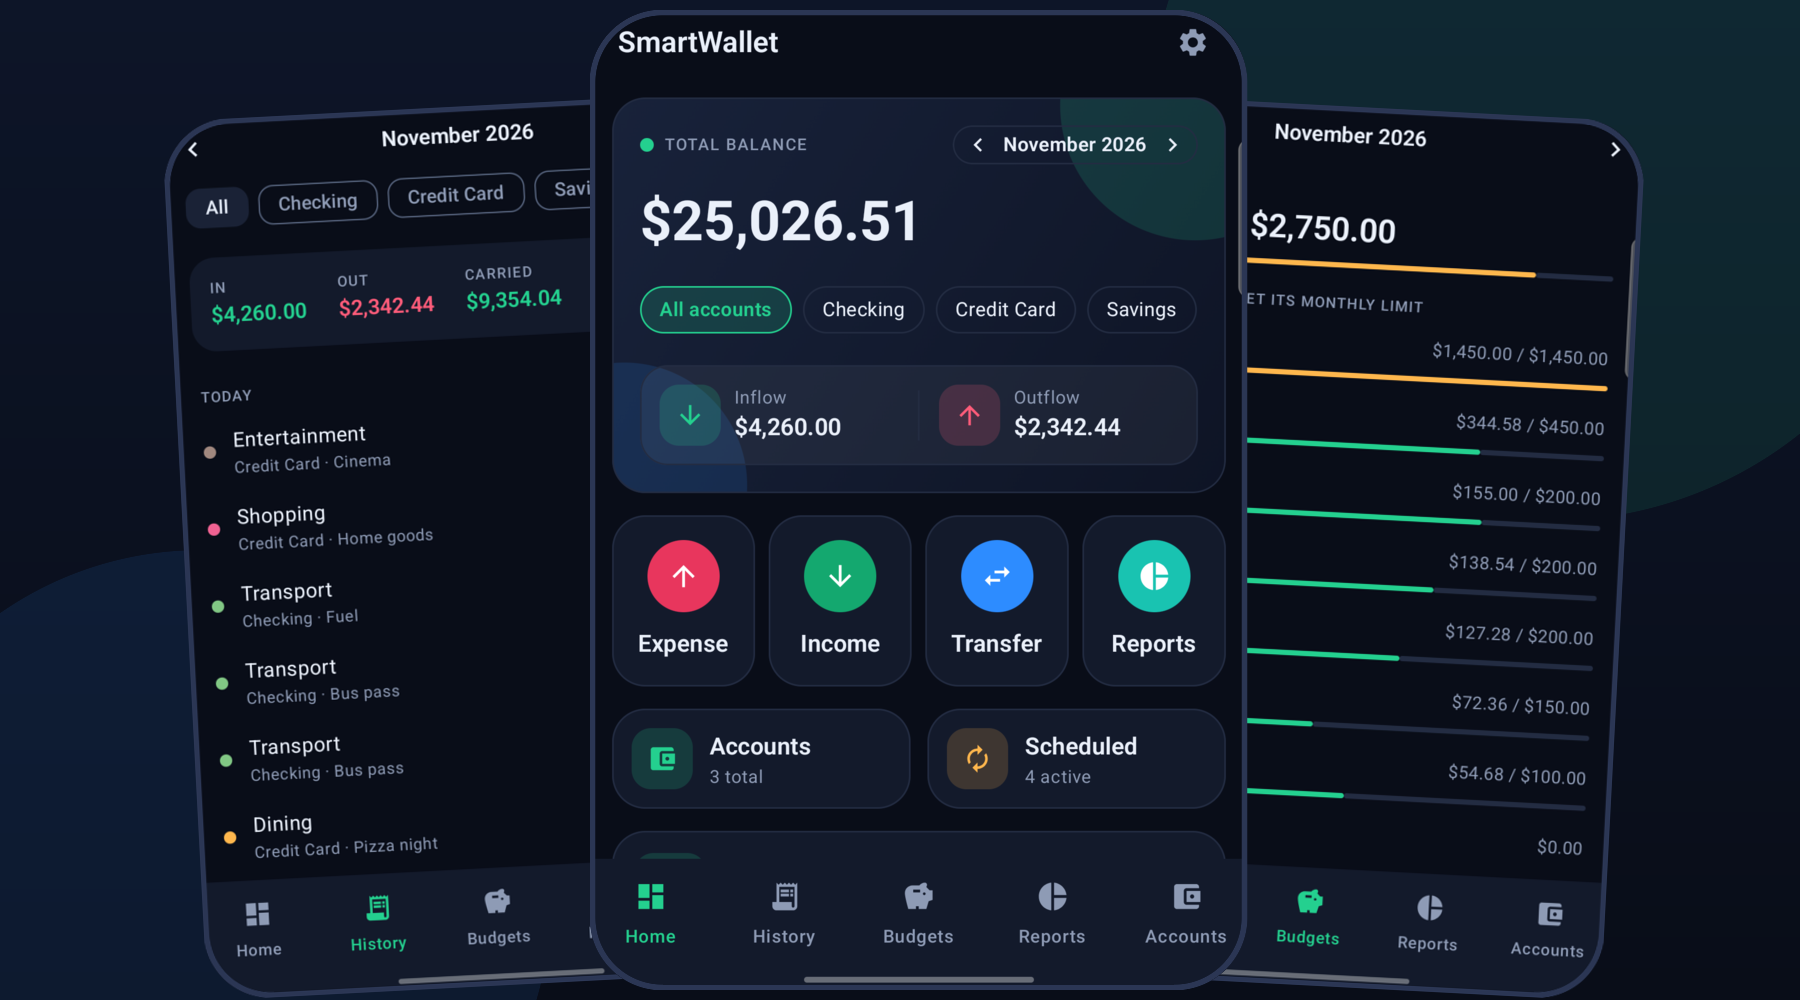 November 2026
All Checking Credit Card Savi
IN OUT CARRIED
$4,260.00 $2,342.44 $9,354.04
TODAY
Entertainment
Credit Card · Cinema
Shopping
Credit Card · Home goods
Transport
Checking · Fuel
Transport
Checking · Bus pass
Transport
Checking · Bus pass
Dining
Credit Card · Pizza night
Home History Budgets
SmartWallet
TOTAL BALANCE November 2026
$25,026.51
All accounts Checking Credit Card Savings
Inflow Outflow
$4,260.00 $2,342.44
Expense Income Transfer Reports
Accounts Scheduled
3 total 4 active
Home History Budgets Reports Accounts
November 2026
$2,750.00
ET ITS MONTHLY LIMIT
$1,450.00 / $1,450.00
$344.58 / $450.00
$155.00 / $200.00
$138.54 / $200.00
$127.28 / $200.00
$72.36 / $150.00
$54.68 / $100.00
$0.00
Budgets Reports Accounts